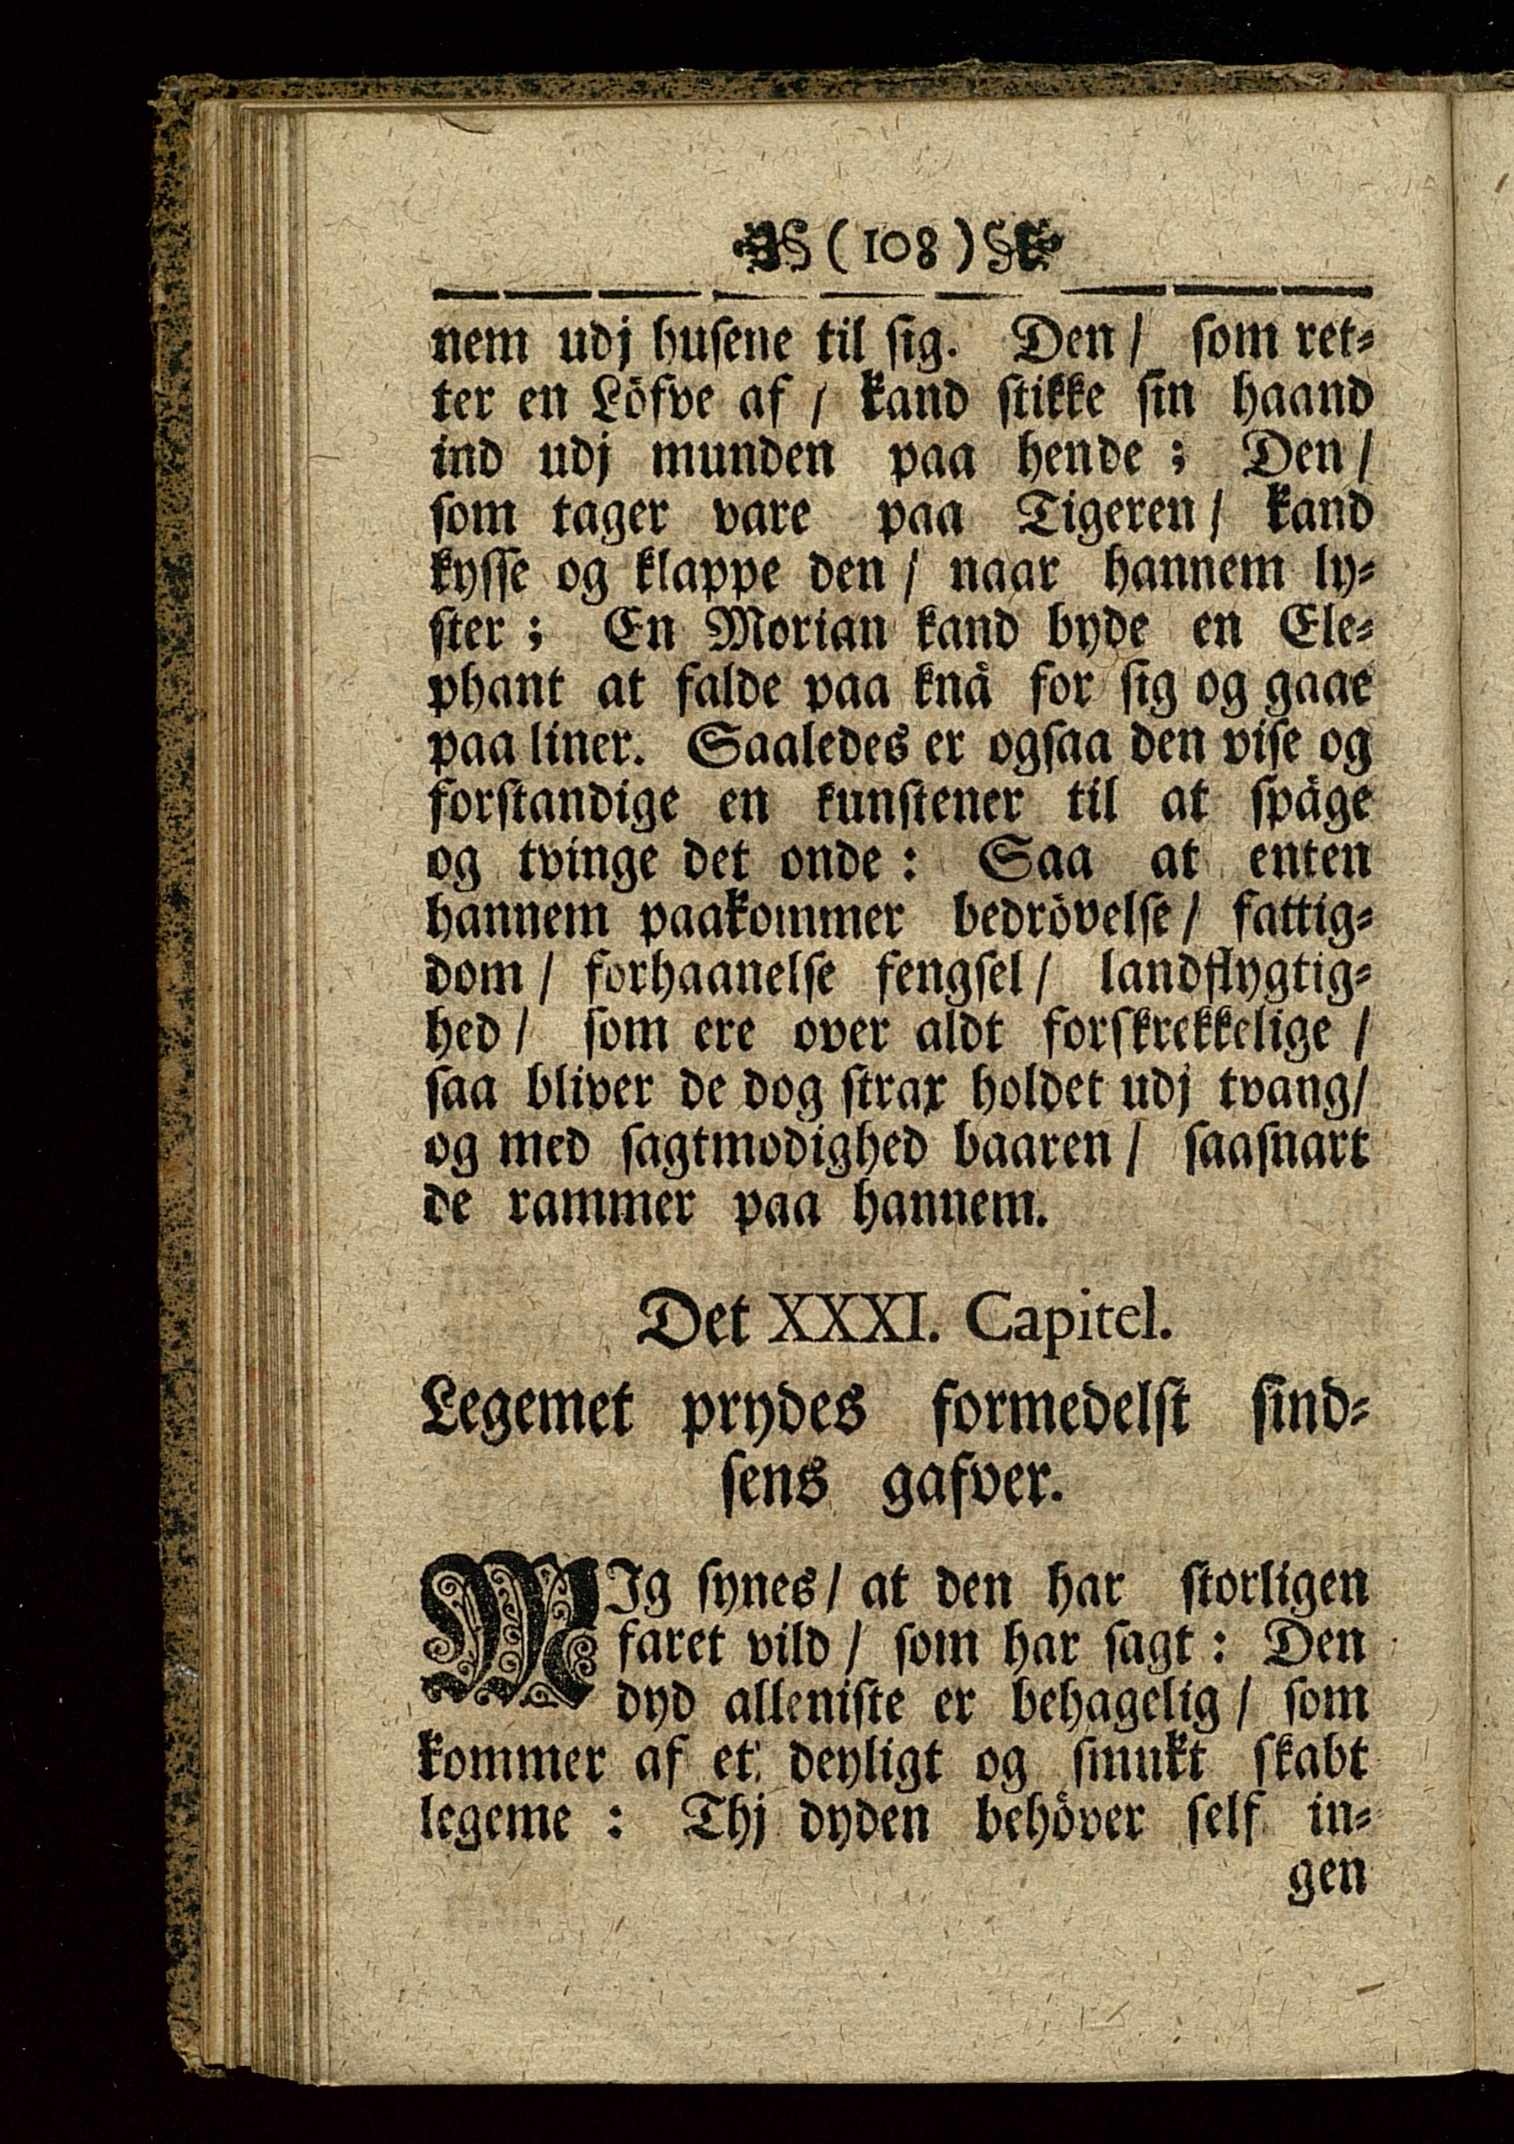 (108)
nem udj husene til sig. Den/ som ret⸗
ter en Löfve af / kand stikke sin haand
ind udj munden paa hende; Den/
som tager vare paa Tigeren/ kand
kysse og klappe den / naar hannem ly⸗
ster; En Morian kand byde en Ele⸗
phant at falde paa knä for sig og gaae
paa liner. Saaledes er ogsaa den vise og
forstandige en kunstener til at späge
og tvinge det onde: Saa at enten
hannem paakommer bedrövelse/ fattig⸗
dom / forhaanelse fengsel/ landflygtig⸗
hed/ som ere over aldt forskrekkelige /
saa bliver de dog strax holdet udj tvang/
og med sagtmodighed baaren/ saasnart
de rammer paa hannem.
Det XXXI. Capitel.
Legemet prydes formedelst sind⸗
sens gafver.
MIg synes/ at den har storligen
faret vild/ som har sagt: Den
dyd alleniste er behagelig/ som
kommer af et deyligt og smukt skabt
legeme: Thj dyden behöver self in⸗
gen